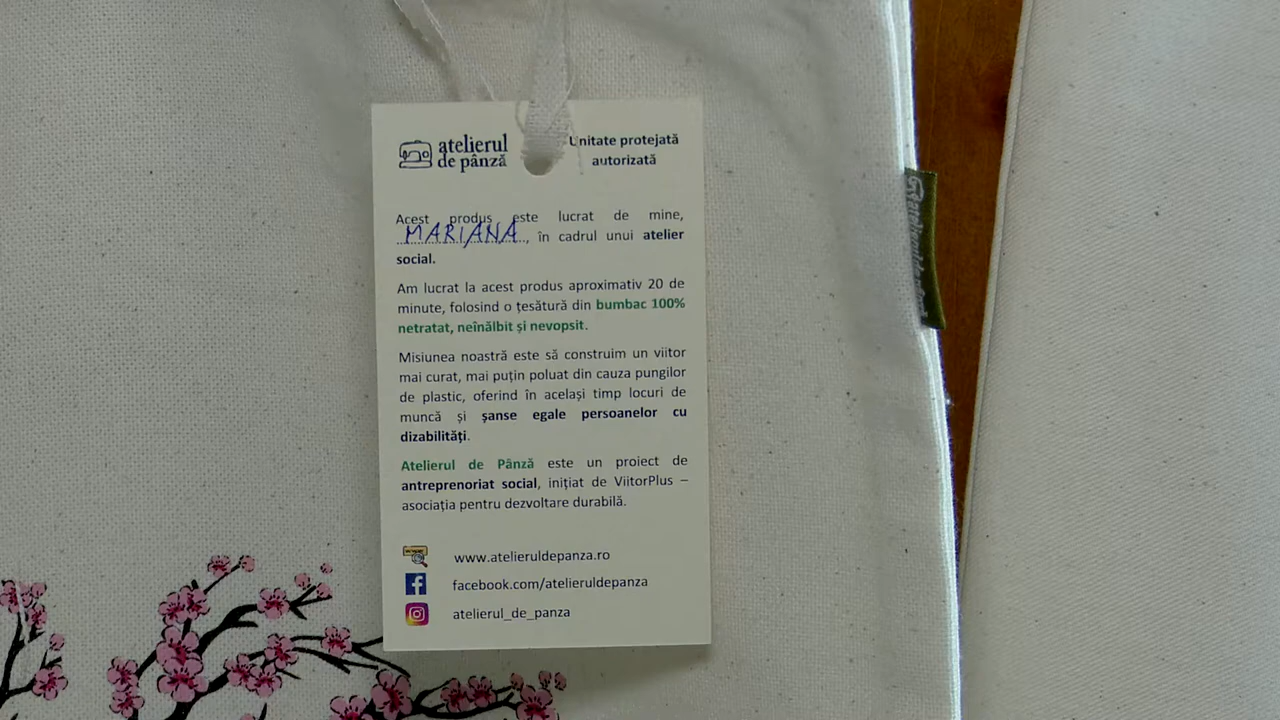 atelierul
de pânză
Unitate protejată
autorizată
Acest produs este lucrat de mine,
MARIANA, în cadrul unui atelier
social.
Am lucrat la acest produs aproximativ 20 de
minute, folosind o țesătură din bumbac 100%
netratat, neînălbit și nevopsit.
Misiunea noastră este să construim un viitor
mai curat, mai puțin poluat din cauza pungilor
de plastic, oferind în același timp locuri de
muncă și șanse egale persoanelor cu
dizabilități.
Atelierul de Pânză este un proiect de
antreprenoriat social, inițiat de ViitorPlus –
asociația pentru dezvoltare durabilă.
www.atelieruldepanza.ro
facebook.com/atelieruldepanza
atelierul_de_panza